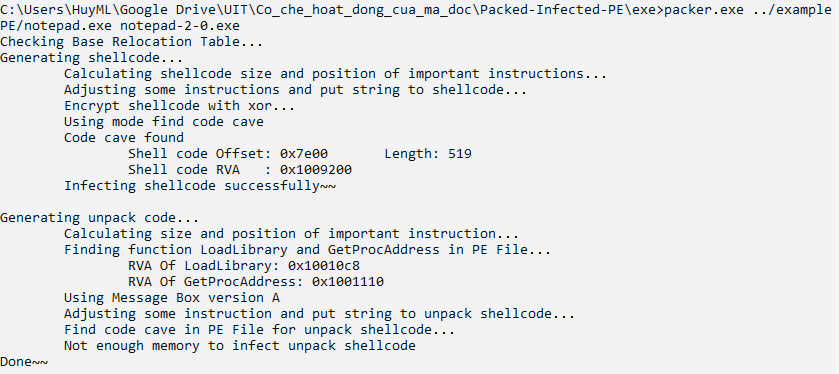 C:\Users\HuyML\Google Drive\UIT\Co_che_hoat_dong_cua_ma_doc\Packed-Infected-PE\exe>packer.exe ../example
PE/notepad.exe notepad-2-0.exe
Checking Base Relocation Table...
Generating shellcode...
        Calculating shellcode size and position of important instructions...
        Adjusting some instructions and put string to shellcode...
        Encrypt shellcode with xor...
        Using mode find code cave
        Code cave found
                Shell code Offset: 0x7e00       Length: 519
                Shell code RVA   : 0x1009200
        Infecting shellcode successfully~~

Generating unpack code...
        Calculating size and position of important instruction...
        Finding function LoadLibrary and GetProcAddress in PE File...
                RVA Of LoadLibrary: 0x10010c8
                RVA Of GetProcAddress: 0x1001110
        Using Message Box version A
        Adjusting some instruction and put string to unpack shellcode...
        Find code cave in PE File for unpack shellcode...
        Not enough memory to infect unpack shellcode
Done~~